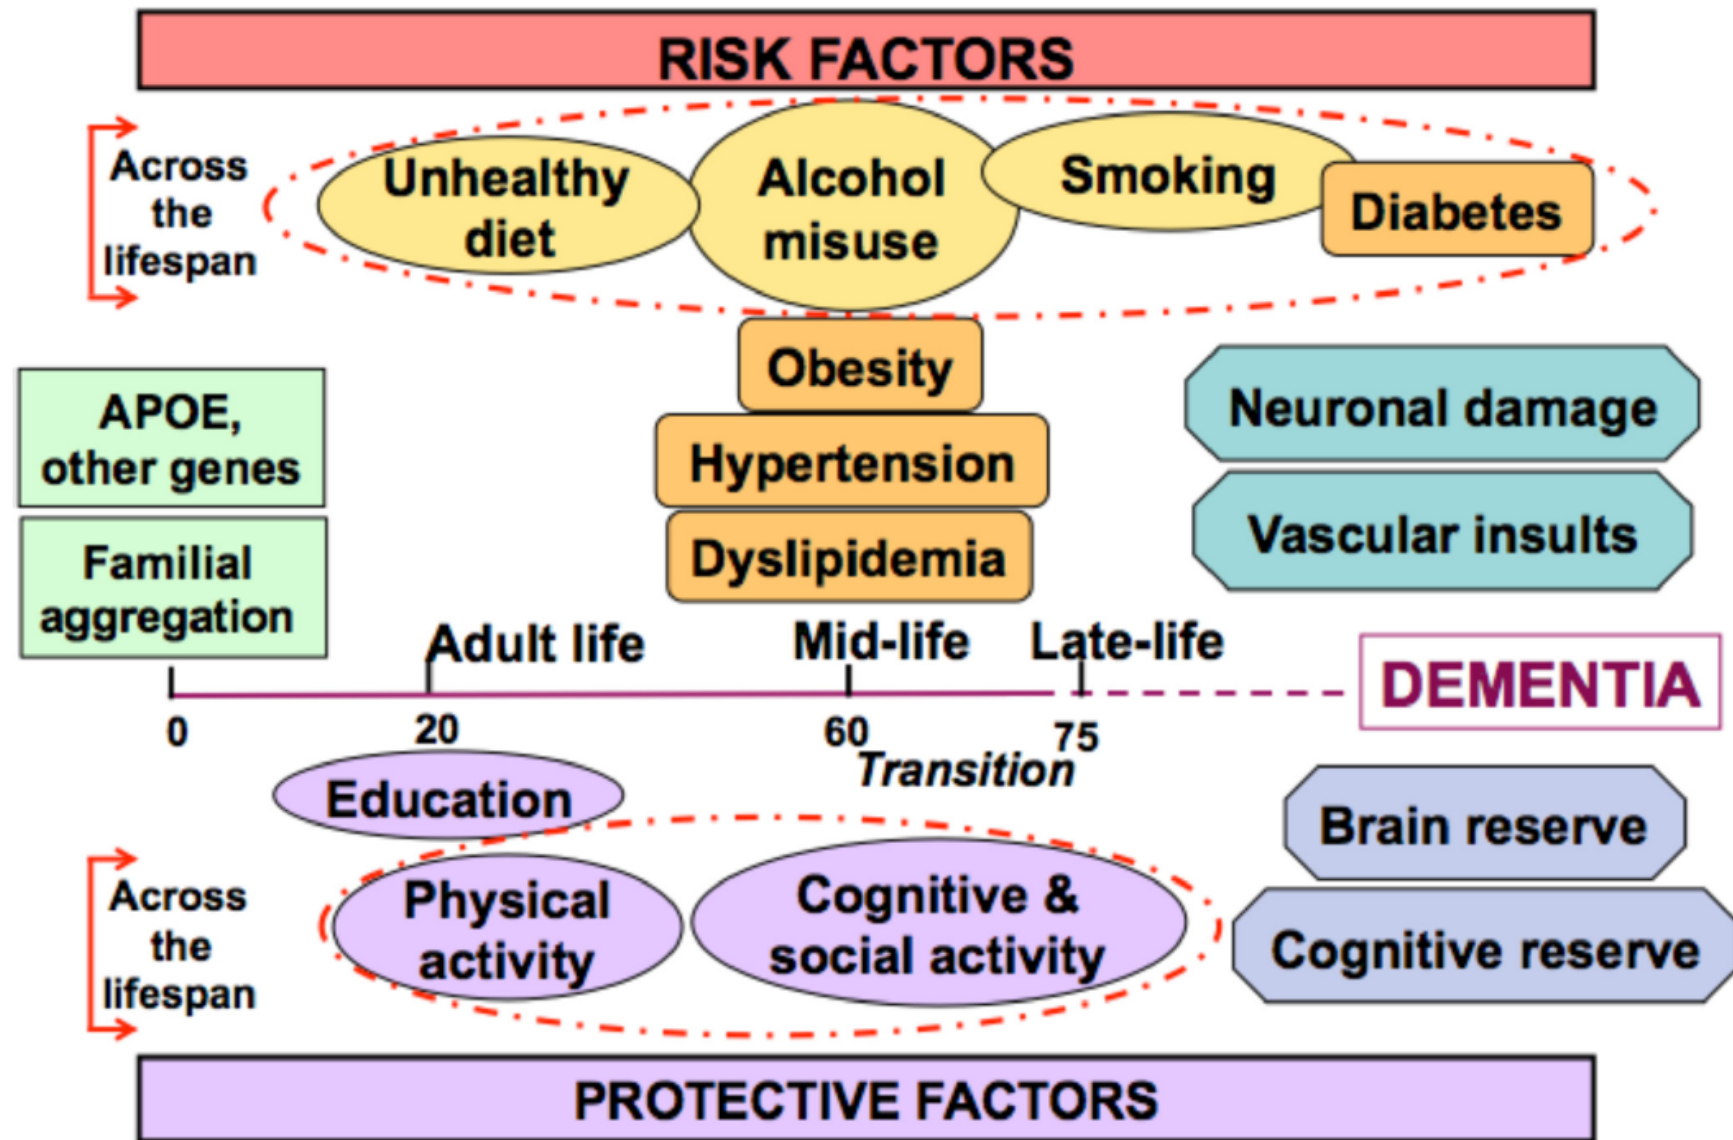 RISK FACTORS
Across
the
lifespan
Unhealthy
diet
Alcohol
misuse
Smoking
Diabetes
Obesity
Hypertension
Dyslipidemia
APOE,
other genes
Familial
aggregation
Neuronal damage
Vascular insults
Adult life
Mid-life
Late-life
DEMENTIA
0
20
60
75
Transition
Education
Across
the
lifespan
Physical
activity
Cognitive &
social activity
Brain reserve
Cognitive reserve
PROTECTIVE FACTORS